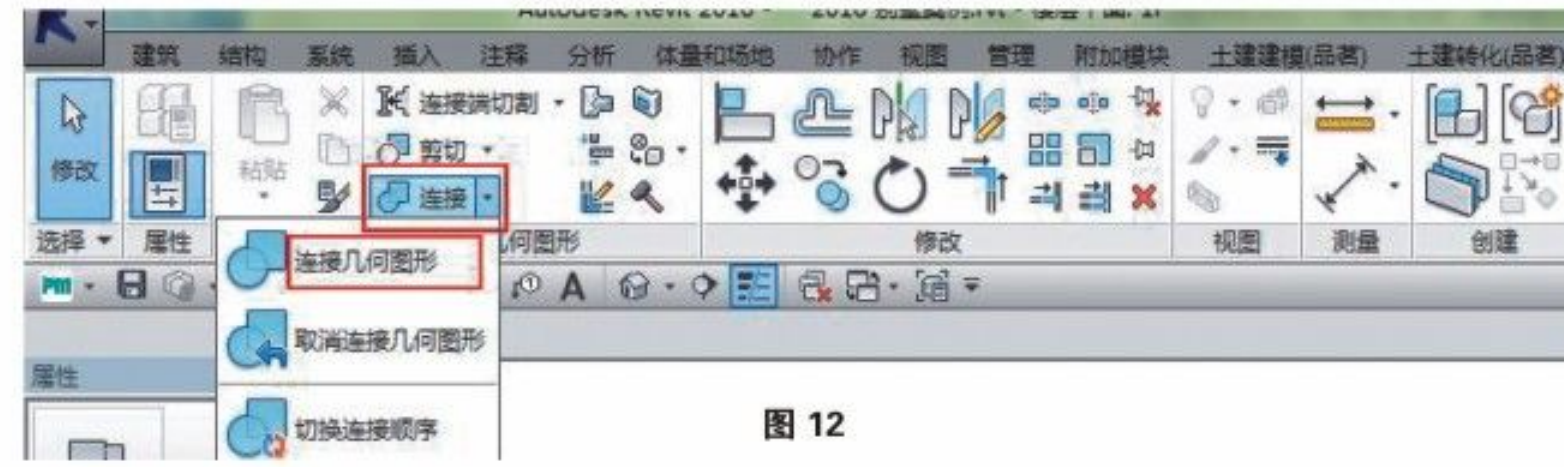 建筑 结构 系统 插入 注释 分析 体量和场地 协作 视图 管理 附加模块 土建建模(品茗) 土建转化(品茗)
连接端切割
剪切
修改 粘贴
连接
选择 属性 何图形 修改 视图 测量 创建
连接几何图形
PM A
取消连接几何图形
属性
切换连接顺序
图 12